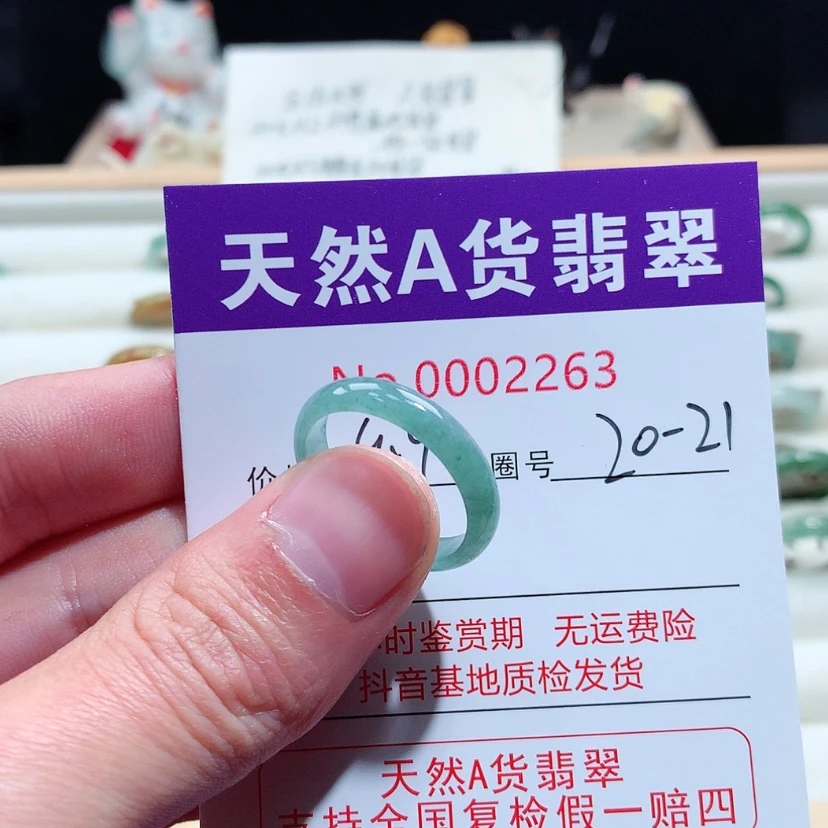 天然A货翡翠
No.0002263
价 圈号 20-21
时鉴赏期 无运费险
抖音基地质检发货
天然A货翡翠
支持全国复检假一赔四